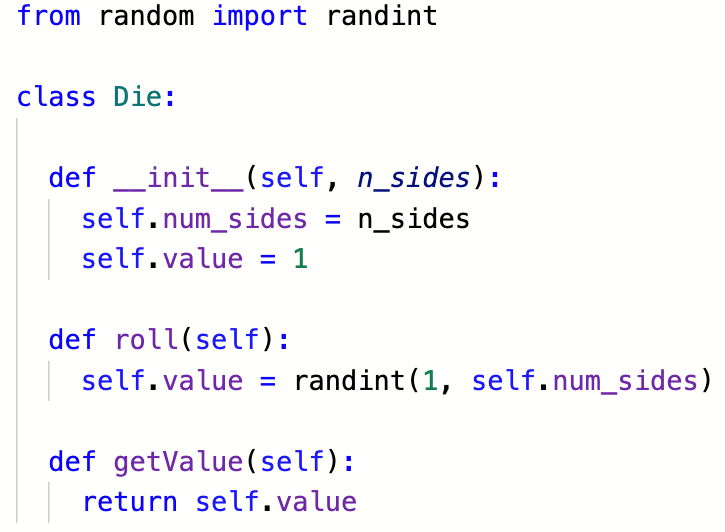 from random import randint
class Die:
def __init__(self, n_sides):
self.num_sides = n_sides
self.value = 1
def roll(self):
self.value = randint(1, self.num_sides)
def getValue(self):
return self.value